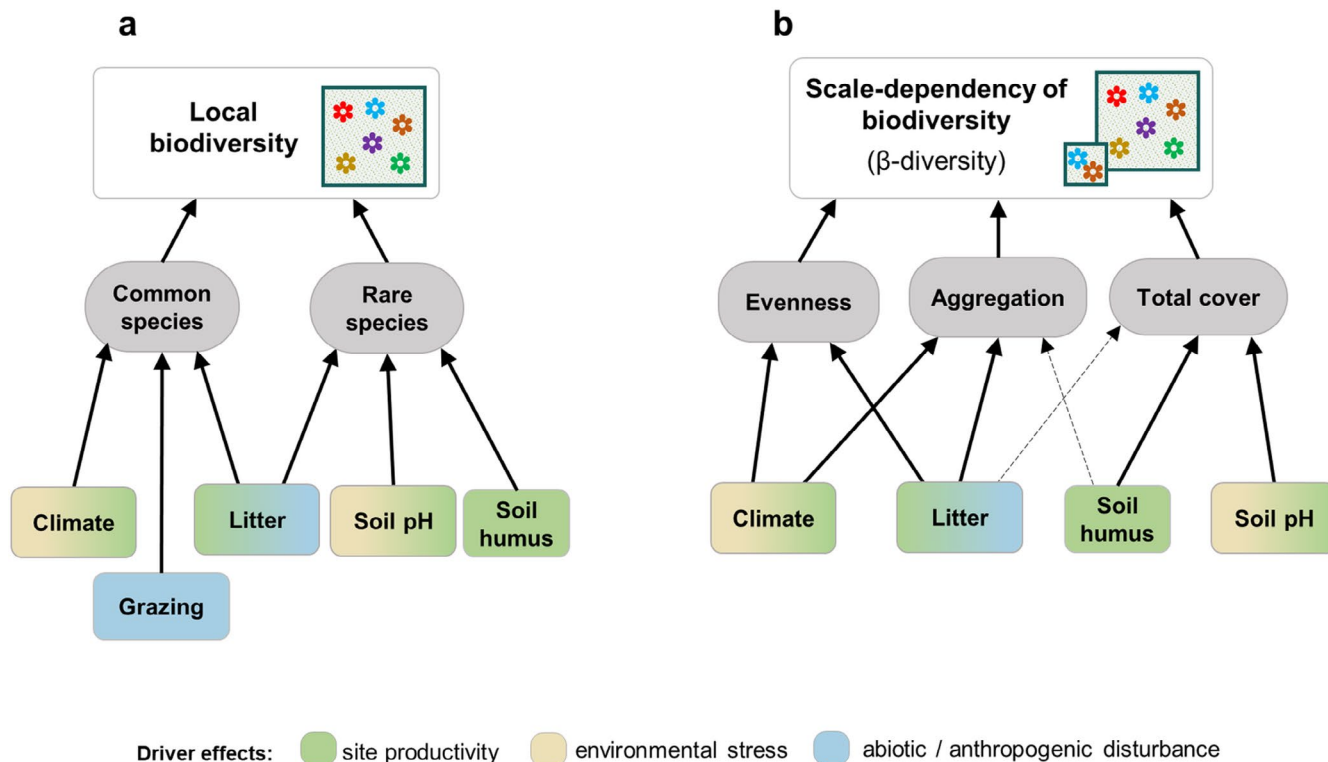 a
Local
biodiversity
Common
species
Rare
species
Climate
Litter
Soil pH
Soil
humus
Grazing
b
Scale-dependency of
biodiversity
(β-diversity)
Evenness
Aggregation
Total cover
Climate
Litter
Soil
humus
Soil pH
Driver effects: site productivity environmental stress abiotic / anthropogenic disturbance